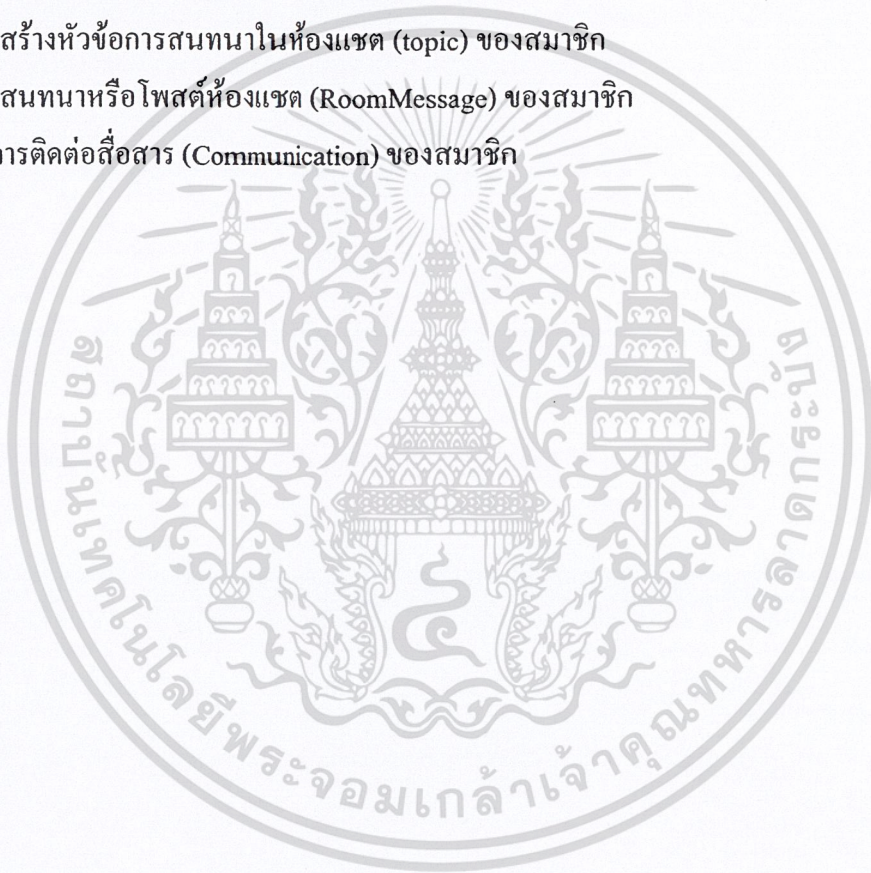 สร้างหัวข้อการสนทนาในห้องแชต (topic) ของสมาชิก
สนทนาหรือโพสต์ห้องแชต (RoomMessage) ของสมาชิก
การติดต่อสื่อสาร (Communication) ของสมาชิก
สถาบันเทคโนโลยีพระจอมเกล้าเจ้าคุณทหารลาดกระบัง
๔